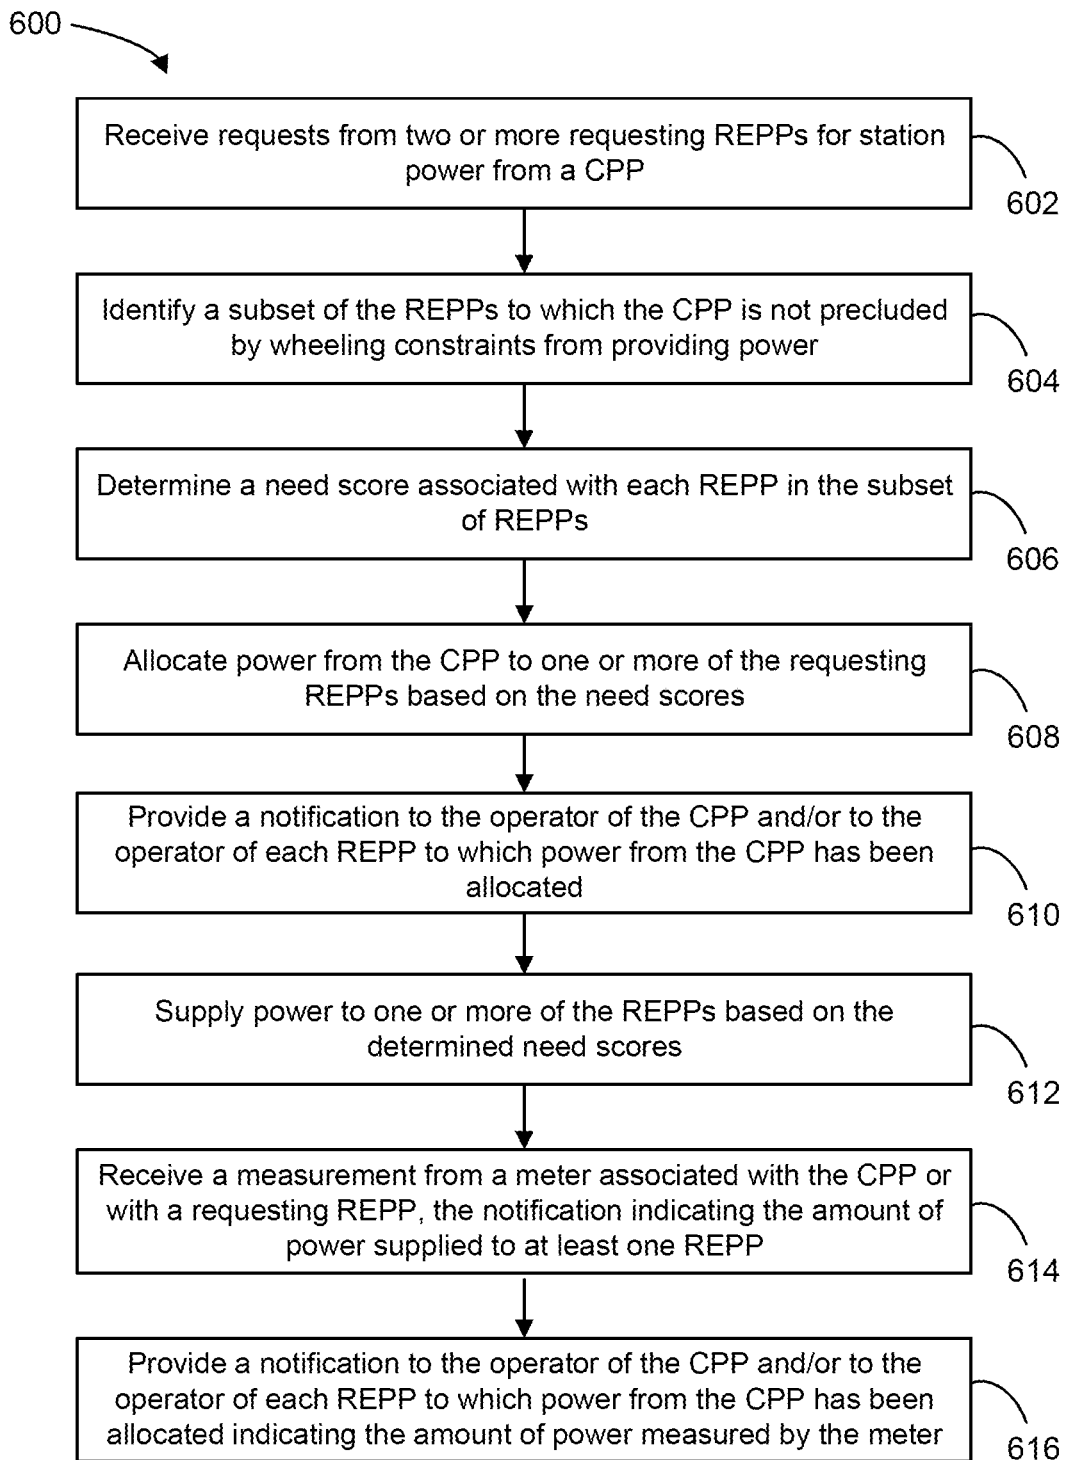 600
Receive requests from two or more requesting REPPs for station
power from a CPP
602
Identify a subset of the REPPs to which the CPP is not precluded
by wheeling constraints from providing power
604
Determine a need score associated with each REPP in the subset
of REPPs
606
Allocate power from the CPP to one or more of the requesting
REPPs based on the need scores
608
Provide a notification to the operator of the CPP and/or to the
operator of each REPP to which power from the CPP has been
allocated
610
Supply power to one or more of the REPPs based on the
determined need scores
612
Receive a measurement from a meter associated with the CPP or
with a requesting REPP, the notification indicating the amount of
power supplied to at least one REPP
614
Provide a notification to the operator of the CPP and/or to the
operator of each REPP to which power from the CPP has been
allocated indicating the amount of power measured by the meter
616